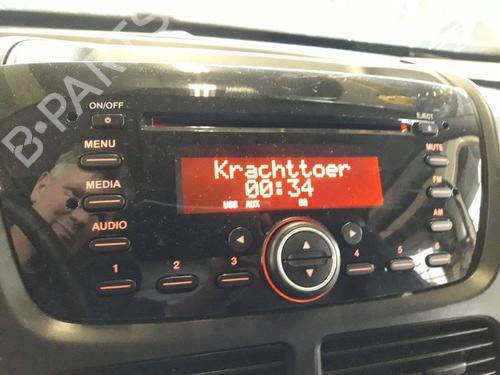 B-PARTS
ON/OFF
EJECT
MENU
MUTE
Krachttoer
00:34
USB AUX
MEDIA
FM
AUDIO
AM
1 2 3 4 5 6